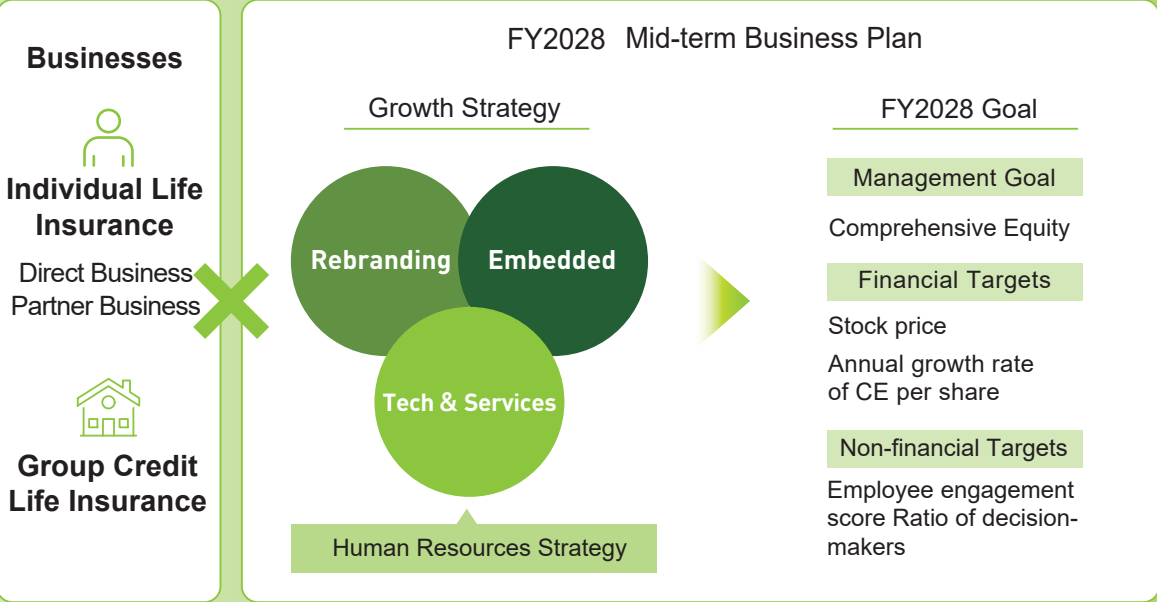 Businesses
Individual Life
Insurance
Direct Business
Partner Business
Group Credit
Life Insurance
FY2028 Mid-term Business Plan
Growth Strategy
Rebranding
Embedded
Tech & Services
Human Resources Strategy
FY2028 Goal
Management Goal
Comprehensive Equity
Financial Targets
Stock price
Annual growth rate
of CE per share
Non-financial Targets
Employee engagement
score Ratio of decision-
makers